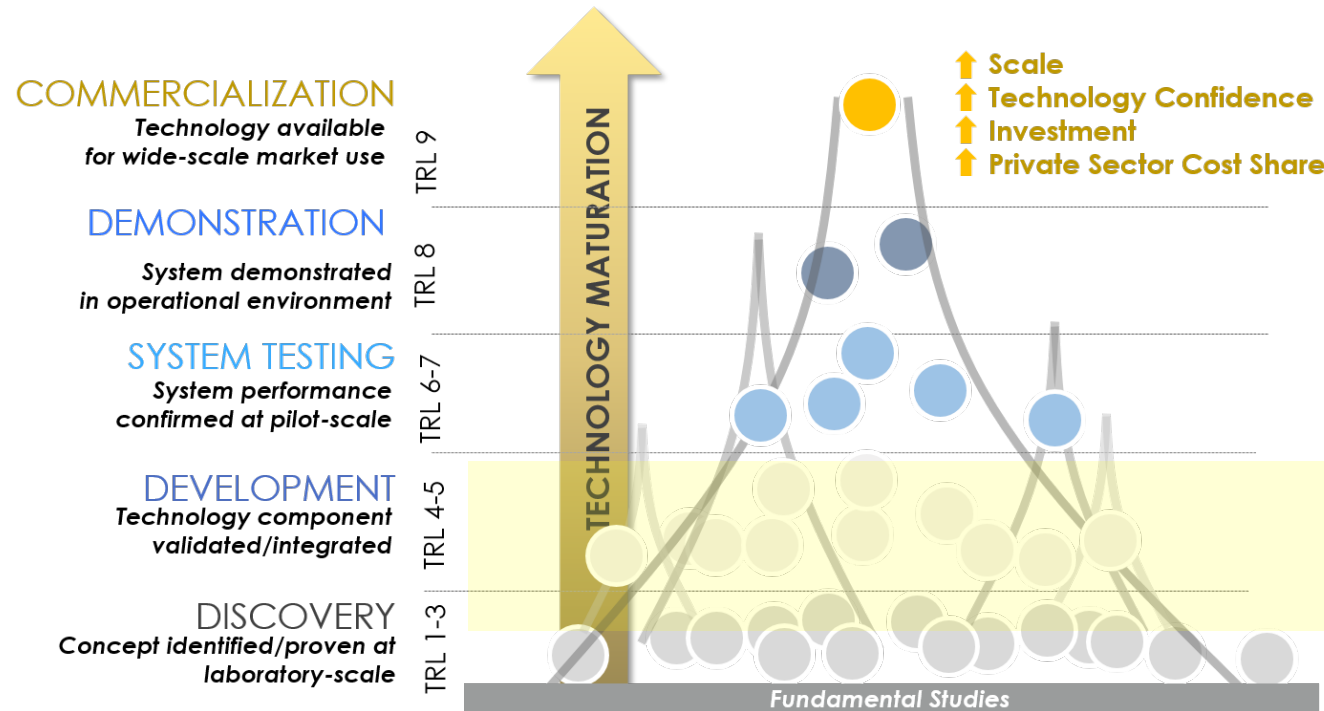 COMMERCIALIZATION
Technology available
for wide-scale market use
TRL 9
DEMONSTRATION
System demonstrated
in operational environment
TRL 8
SYSTEM TESTING
System performance
confirmed at pilot-scale
TRL 6-7
DEVELOPMENT
Technology component
validated/integrated
TRL 4-5
DISCOVERY
Concept identified/proven at
laboratory-scale
TRL 1-3
TECHNOLOGY MATURATION
Scale
Technology Confidence
Investment
Private Sector Cost Share
Fundamental Studies